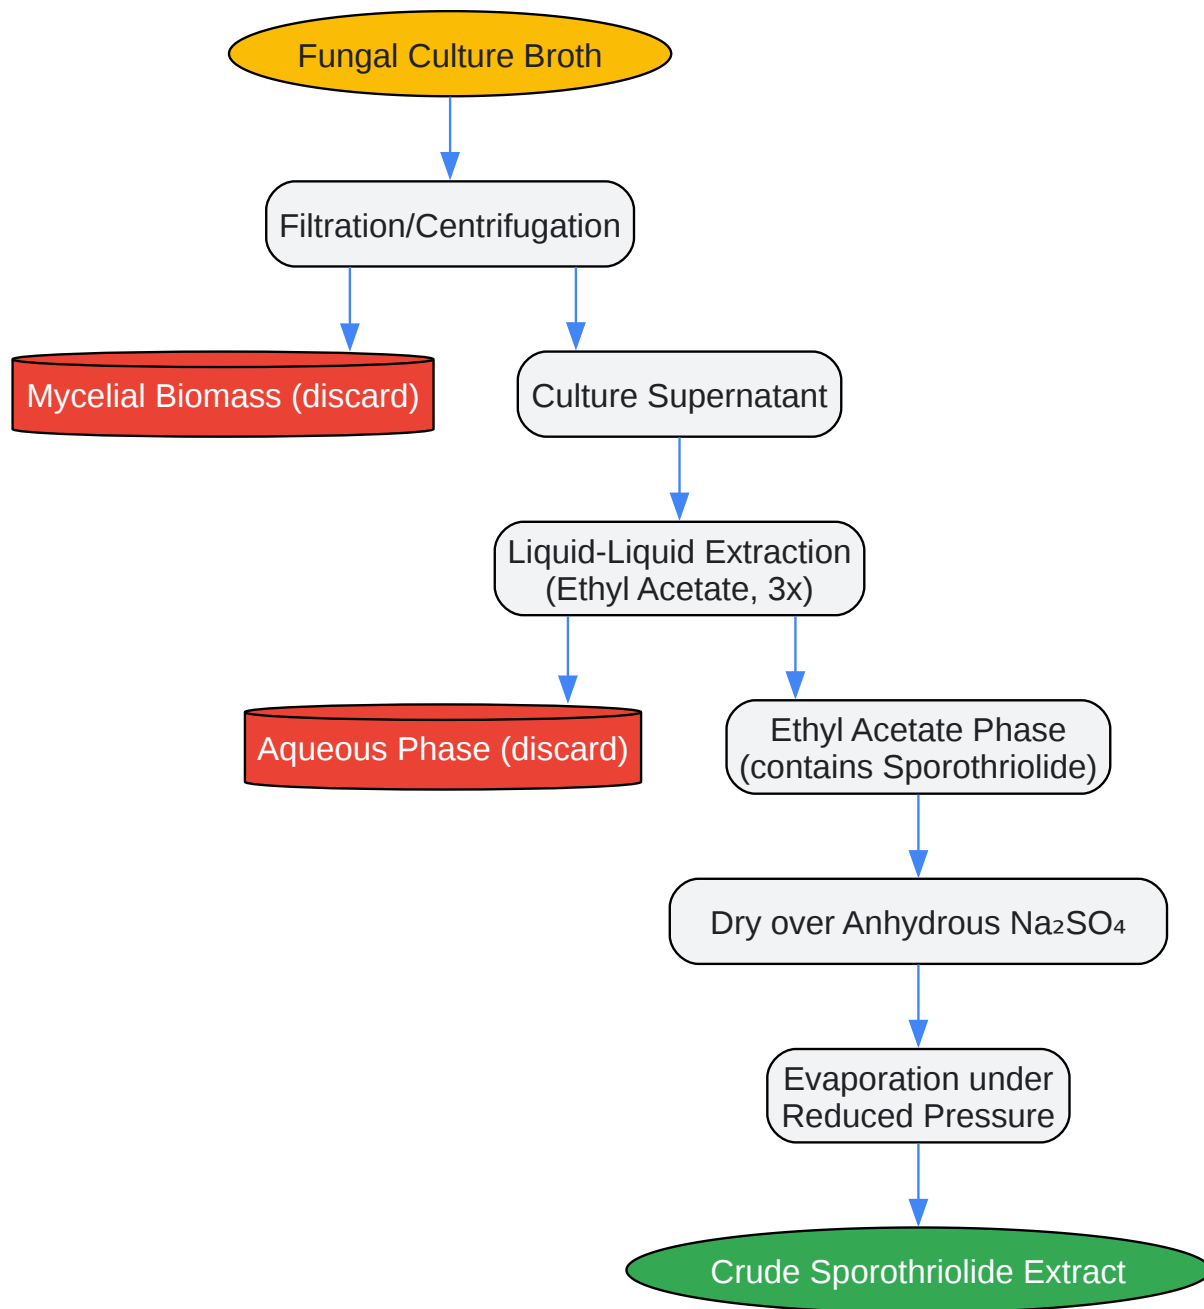 Fungal Culture Broth
Filtration/Centrifugation
Mycelial Biomass (discard)
Culture Supernatant
Liquid-Liquid Extraction
(Ethyl Acetate, 3x)
Aqueous Phase (discard)
Ethyl Acetate Phase
(contains Sporothriolide)
Dry over Anhydrous Na₂SO₄
Evaporation under
Reduced Pressure
Crude Sporothriolide Extract